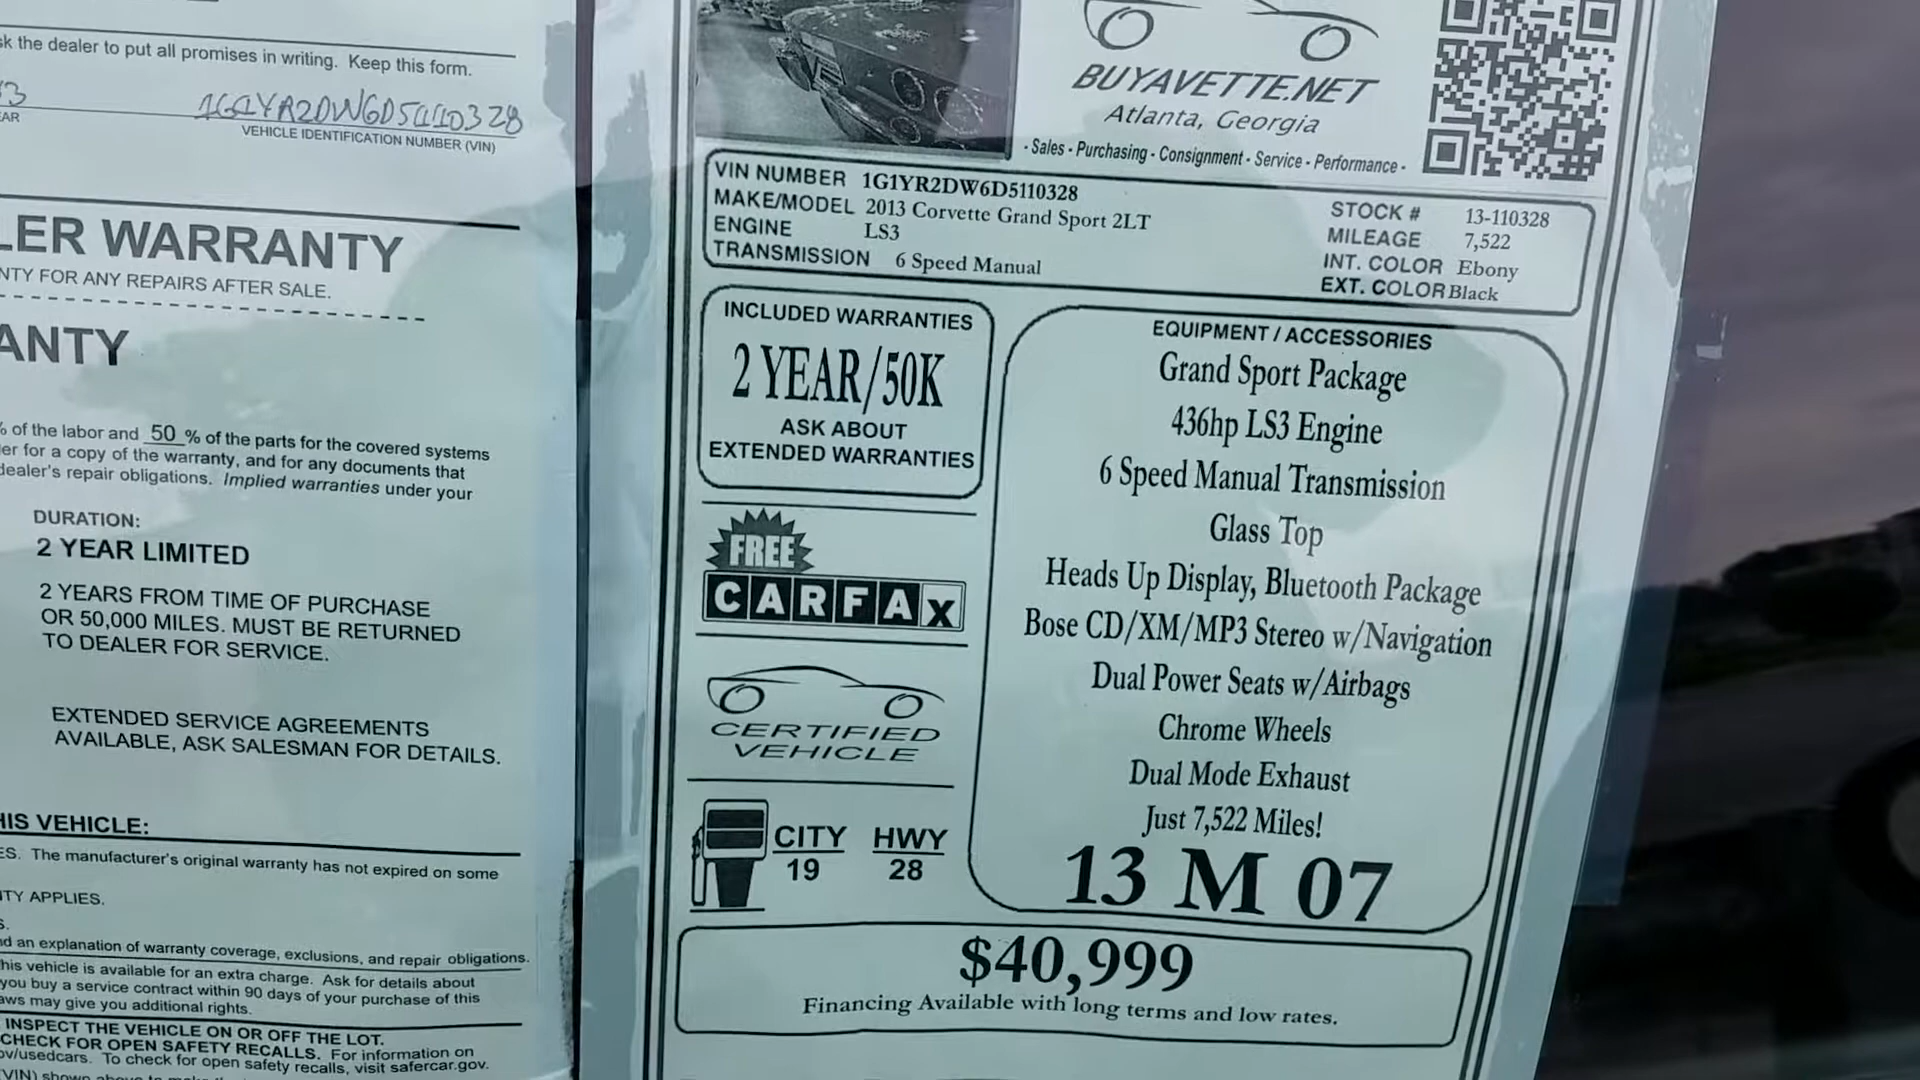 sk the dealer to put all promises in writing. Keep this form.
1G1YR2DW6D5110328
VEHICLE IDENTIFICATION NUMBER (VIN)
LER WARRANTY
NTY FOR ANY REPAIRS AFTER SALE.
ANTY
% of the labor and 50 % of the parts for the covered systems
er for a copy of the warranty, and for any documents that
dealer's repair obligations. Implied warranties under your
DURATION:
2 YEAR LIMITED
2 YEARS FROM TIME OF PURCHASE
OR 50,000 MILES. MUST BE RETURNED
TO DEALER FOR SERVICE.
EXTENDED SERVICE AGREEMENTS
AVAILABLE, ASK SALESMAN FOR DETAILS.
HIS VEHICLE:
ES. The manufacturer's original warranty has not expired on some
TY APPLIES.
S.
nd an explanation of warranty coverage, exclusions, and repair obligations.
his vehicle is available for an extra charge. Ask for details about
you buy a service contract within 90 days of your purchase of this
aws may give you additional rights.
INSPECT THE VEHICLE ON OR OFF THE LOT.
CHECK FOR OPEN SAFETY RECALLS. For information on
ov/usedcars. To check for open safety recalls, visit safercar.gov.
(VIN) shown above to
BUYAVETTE.NET
Atlanta, Georgia
- Sales - Purchasing - Consignment - Service - Performance -
VIN NUMBER 1G1YR2DW6D5110328
MAKE/MODEL 2013 Corvette Grand Sport 2LT
ENGINE LS3
TRANSMISSION 6 Speed Manual
STOCK # 13-110328
MILEAGE 7,522
INT. COLOR Ebony
EXT. COLOR Black
INCLUDED WARRANTIES
2 YEAR/50K
ASK ABOUT
EXTENDED WARRANTIES
FREE
CARFAX
CERTIFIED
VEHICLE
CITY HWY
19 28
EQUIPMENT / ACCESSORIES
Grand Sport Package
436hp LS3 Engine
6 Speed Manual Transmission
Glass Top
Heads Up Display, Bluetooth Package
Bose CD/XM/MP3 Stereo w/Navigation
Dual Power Seats w/Airbags
Chrome Wheels
Dual Mode Exhaust
Just 7,522 Miles!
13 M 07
$40,999
Financing Available with long terms and low rates.